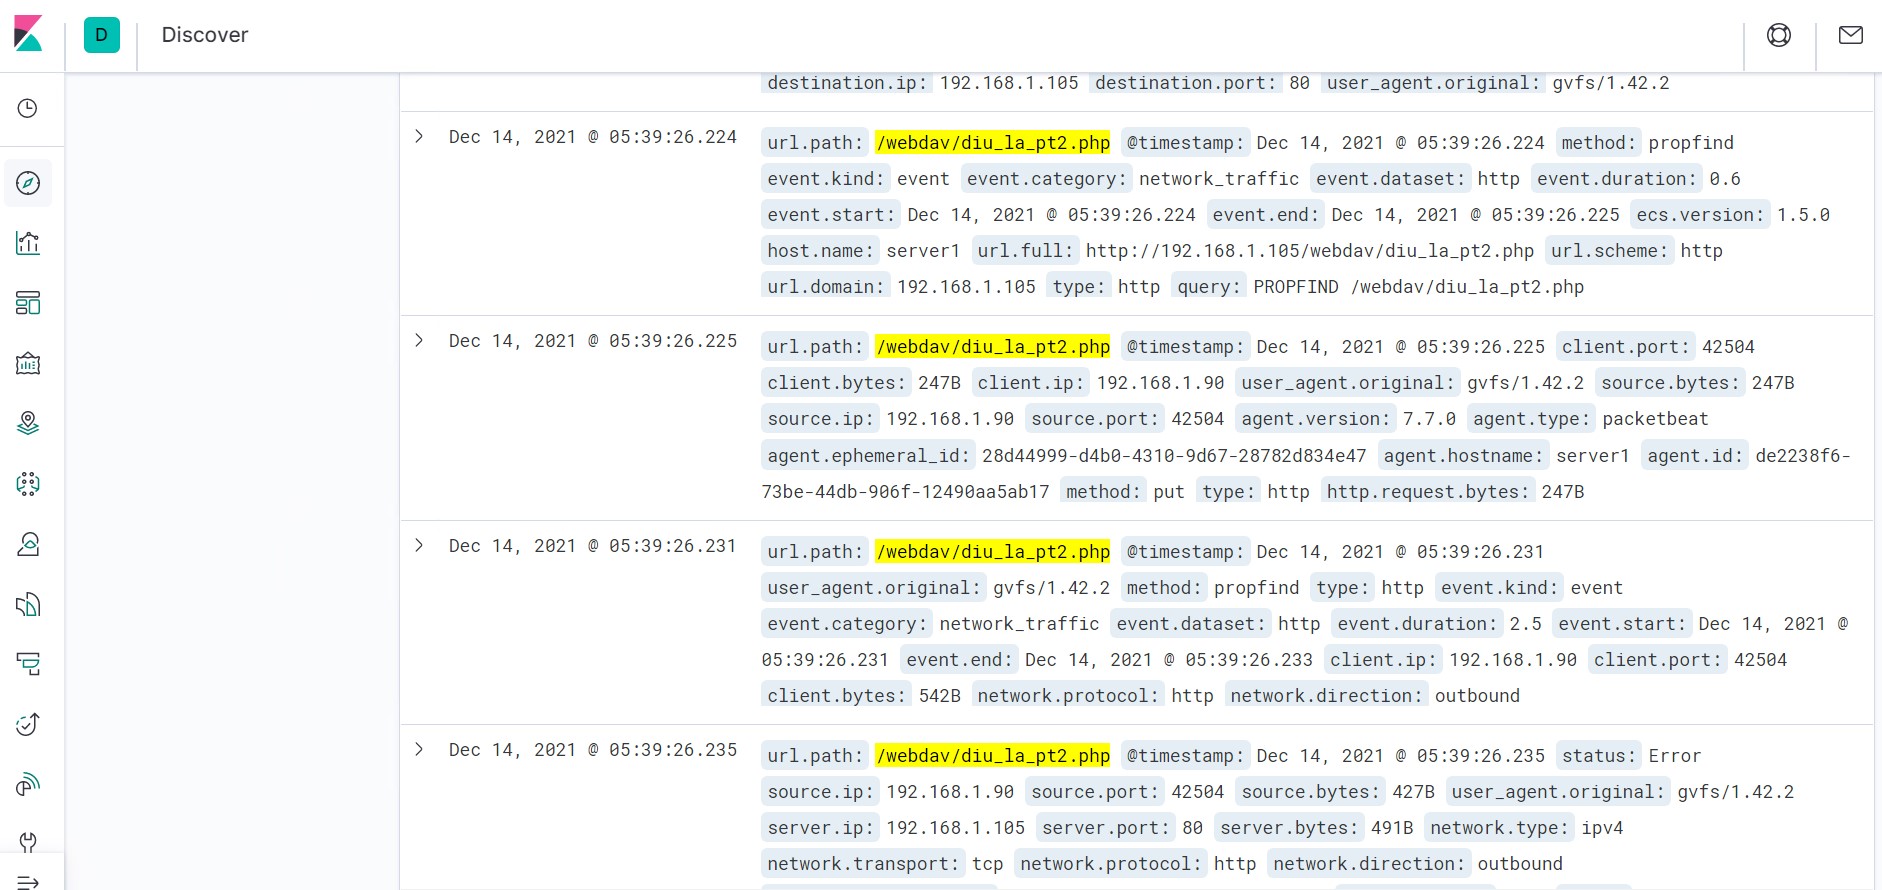 D Discover
destination.ip: 192.168.1.105 destination.port: 80 user_agent.original: gvfs/1.42.2
Dec 14, 2021 @ 05:39:26.224 url.path: /webdav/diu_la_pt2.php @timestamp: Dec 14, 2021 @ 05:39:26.224 method: propfind
event.kind: event event.category: network_traffic event.dataset: http event.duration: 0.6
event.start: Dec 14, 2021 @ 05:39:26.224 event.end: Dec 14, 2021 @ 05:39:26.225 ecs.version: 1.5.0
host.name: server1 url.full: http://192.168.1.105/webdav/diu_la_pt2.php url.scheme: http
url.domain: 192.168.1.105 type: http query: PROPFIND /webdav/diu_la_pt2.php
Dec 14, 2021 @ 05:39:26.225 url.path: /webdav/diu_la_pt2.php @timestamp: Dec 14, 2021 @ 05:39:26.225 client.port: 42504
client.bytes: 247B client.ip: 192.168.1.90 user_agent.original: gvfs/1.42.2 source.bytes: 247B
source.ip: 192.168.1.90 source.port: 42504 agent.version: 7.7.0 agent.type: packetbeat
agent.ephemeral_id: 28d44999-d4b0-4310-9d67-28782d834e47 agent.hostname: server1 agent.id: de2238f6-
73be-44db-906f-12490aa5ab17 method: put type: http http.request.bytes: 247B
Dec 14, 2021 @ 05:39:26.231 url.path: /webdav/diu_la_pt2.php @timestamp: Dec 14, 2021 @ 05:39:26.231
user_agent.original: gvfs/1.42.2 method: propfind type: http event.kind: event
event.category: network_traffic event.dataset: http event.duration: 2.5 event.start: Dec 14, 2021 @
05:39:26.231 event.end: Dec 14, 2021 @ 05:39:26.233 client.ip: 192.168.1.90 client.port: 42504
client.bytes: 542B network.protocol: http network.direction: outbound
Dec 14, 2021 @ 05:39:26.235 url.path: /webdav/diu_la_pt2.php @timestamp: Dec 14, 2021 @ 05:39:26.235 status: Error
source.ip: 192.168.1.90 source.port: 42504 source.bytes: 427B user_agent.original: gvfs/1.42.2
server.ip: 192.168.1.105 server.port: 80 server.bytes: 491B network.type: ipv4
network.transport: tcp network.protocol: http network.direction: outbound